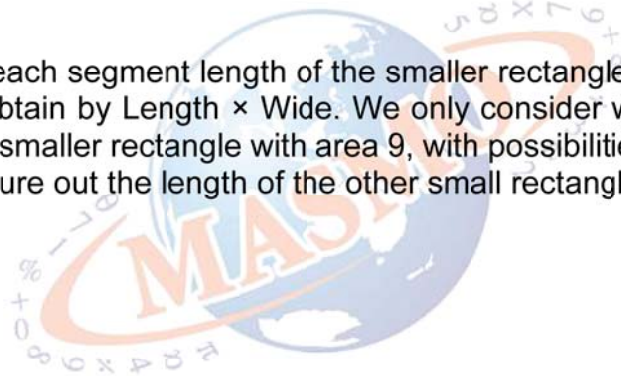 each segment length of the smaller rectangle
btain by Length × Wide. We only consider w
smaller rectangle with area 9, with possibilitie
ure out the length of the other small rectangl
MASMO